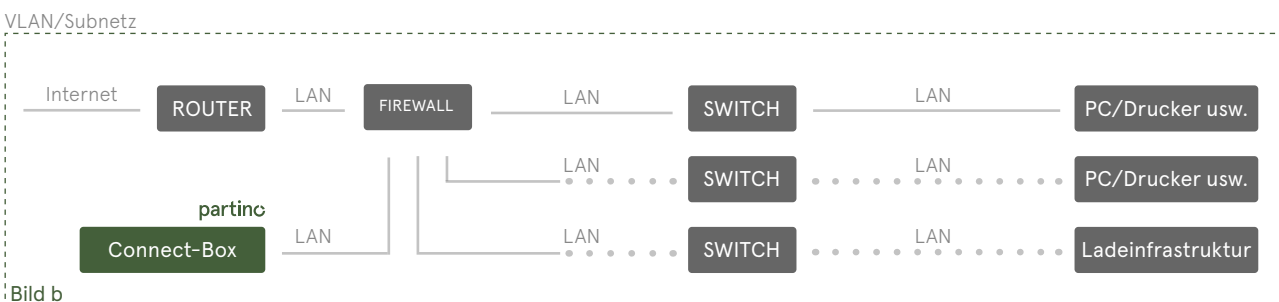 VLAN/Subnetz
Internet ROUTER LAN FIREWALL LAN SWITCH LAN PC/Drucker usw.
LAN SWITCH LAN PC/Drucker usw.
partino
Connect-Box LAN LAN SWITCH LAN Ladeinfrastruktur
Bild b